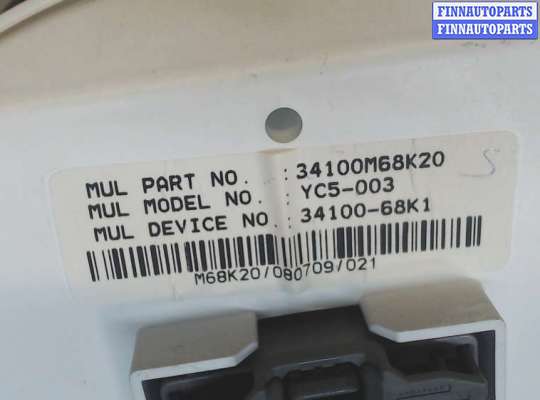 FINNAUTOPARTS
FINNAUTOPARTS
MUL PART NO. : 34100M68K20
MUL MODEL NO. : YC5-003
MUL DEVICE NO : 34100-68K1
M68K20/080709/021
S